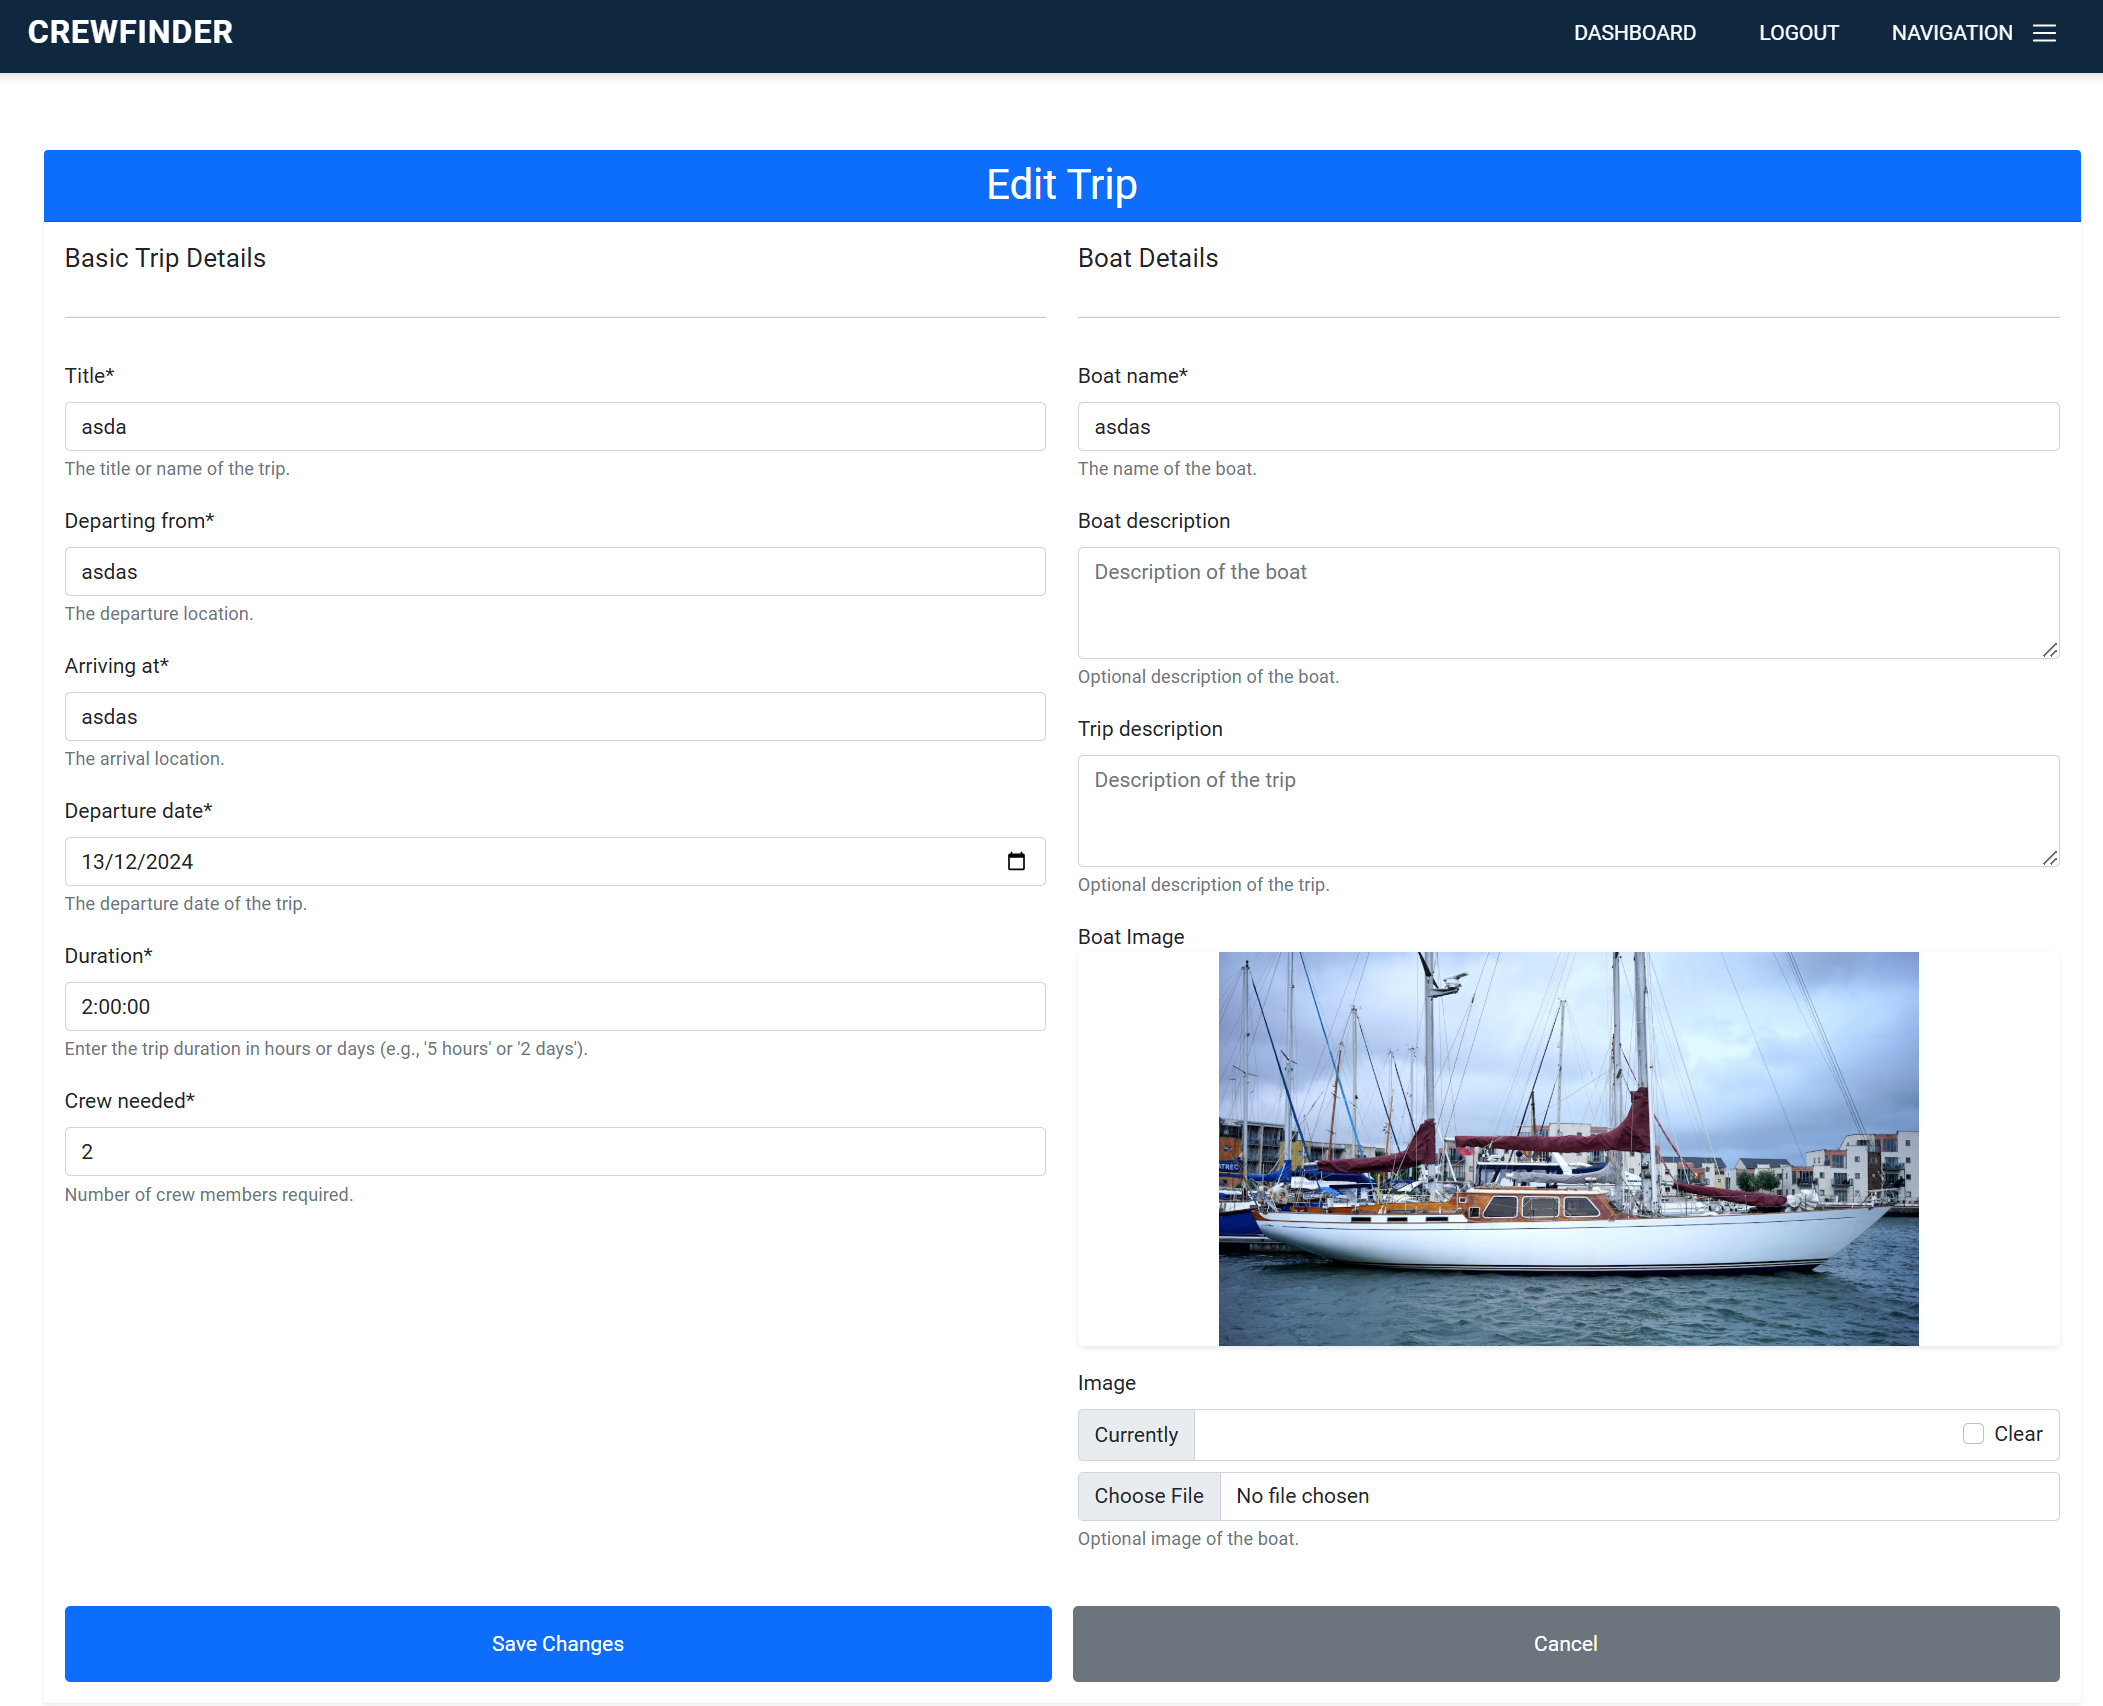 CREWFINDER
DASHBOARD LOGOUT NAVIGATION
Edit Trip
Basic Trip Details
Title*
asda
The title or name of the trip.
Departing from*
asdas
The departure location.
Arriving at*
asdas
The arrival location.
Departure date*
13/12/2024
The departure date of the trip.
Duration*
2:00:00
Enter the trip duration in hours or days (e.g., '5 hours' or '2 days').
Crew needed*
2
Number of crew members required.
Boat Details
Boat name*
asdas
The name of the boat.
Boat description
Description of the boat
Optional description of the boat.
Trip description
Description of the trip
Optional description of the trip.
Boat Image
Image
Currently
Clear
Choose File No file chosen
Optional image of the boat.
Save Changes
Cancel